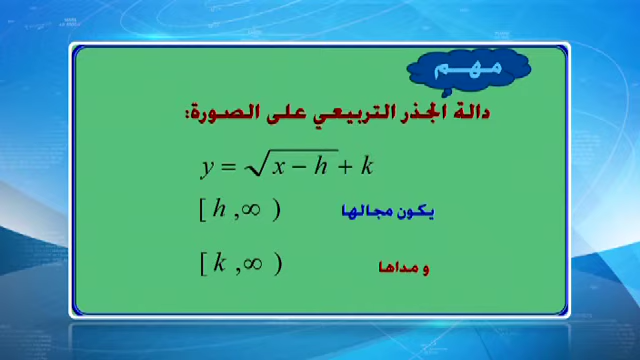 مهم
دالة الجذر التربيعي على الصورة:
y = √(x − h) + k
يكون مجالها [ h ,∞ )
و مداها [ k ,∞ )